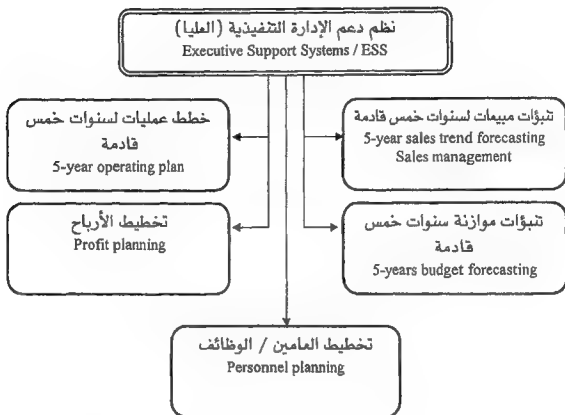 نظم دعم الإدارة التنفيذية (العليا)
Executive Support Systems / ESS
خطط عمليات لسنوات خمس
قادمة
5-year operating plan
تنبؤات مبيعات لسنوات خمس قادمة
5-year sales trend forecasting
Sales management
تخطيط الأرباح
Profit planning
تنبؤات موازنة سنوات خمس
قادمة
5-years budget forecasting
تخطيط العامين / الوظائف
Personnel planning